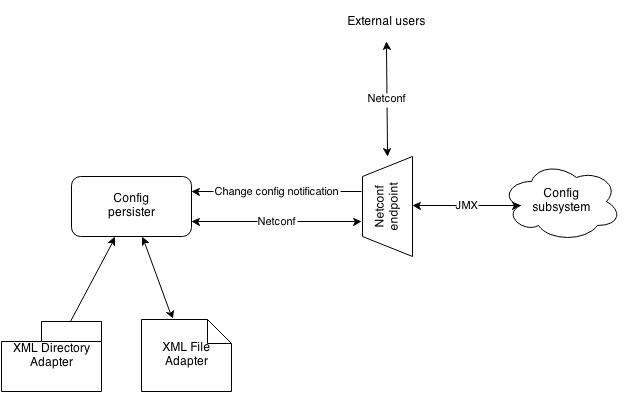 External users
Netconf
Change config notification
Config
persister
Netconf
endpoint
Config
subsystem
JMX
Netconf
XML Directory
Adapter
XML File
Adapter